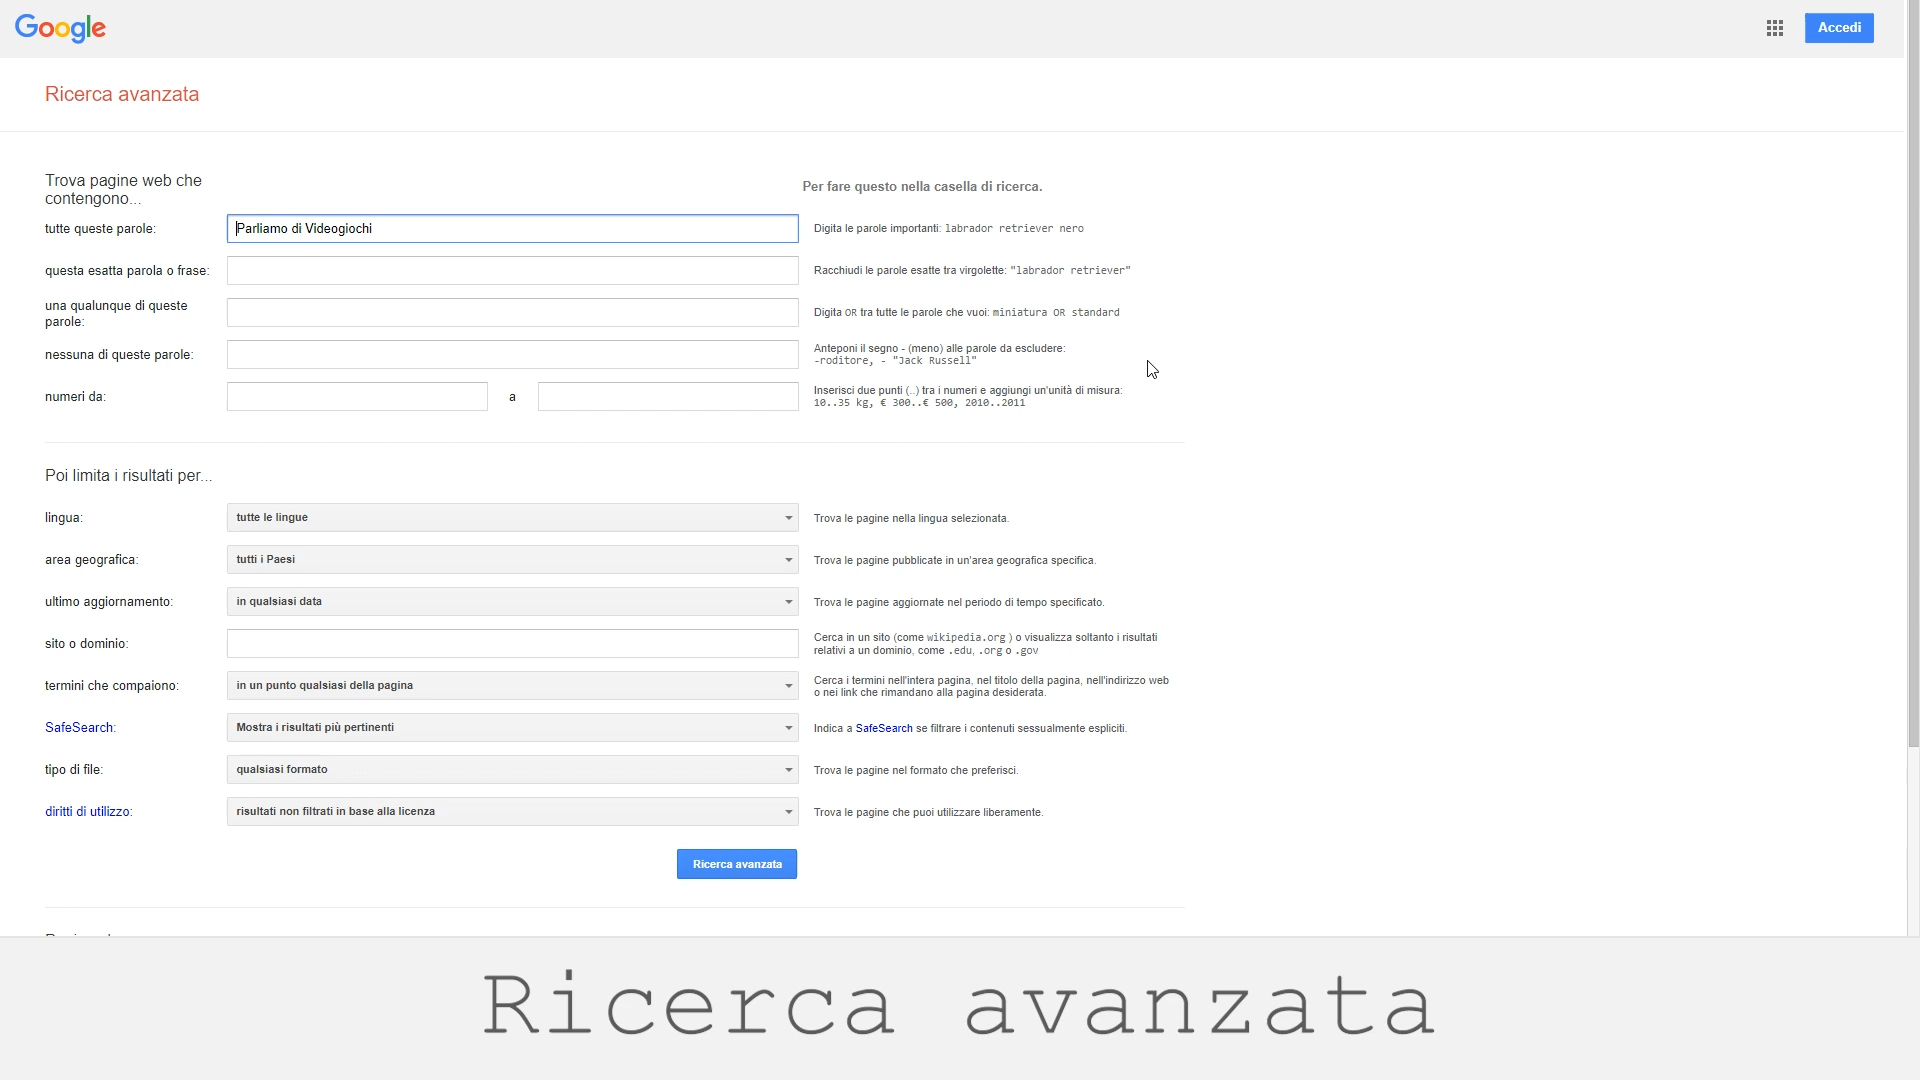 Google
Accedi
Ricerca avanzata
Trova pagine web che
contengono...
Per fare questo nella casella di ricerca.
tutte queste parole:
Parliamo di Videogiochi
Digita le parole importanti: labrador retriever nero
questa esatta parola o frase:
Racchiudi le parole esatte tra virgolette: "labrador retriever"
una qualunque di queste
parole:
Digita OR tra tutte le parole che vuoi: miniatura OR standard
nessuna di queste parole:
Anteponi il segno - (meno) alle parole da escludere:
-roditore, - "Jack Russell"
numeri da:
a
Inserisci due punti (..) tra i numeri e aggiungi un'unità di misura:
10..35 kg, € 300..€ 500, 2010..2011
Poi limita i risultati per...
lingua:
tutte le lingue
Trova le pagine nella lingua selezionata.
area geografica:
tutti i Paesi
Trova le pagine pubblicate in un'area geografica specifica.
ultimo aggiornamento:
in qualsiasi data
Trova le pagine aggiornate nel periodo di tempo specificato.
sito o dominio:
Cerca in un sito (come wikipedia.org ) o visualizza soltanto i risultati
relativi a un dominio, come .edu, .org o .gov
termini che compaiono:
in un punto qualsiasi della pagina
Cerca i termini nell'intera pagina, nel titolo della pagina, nell'indirizzo web
o nei link che rimandano alla pagina desiderata.
SafeSearch:
Mostra i risultati più pertinenti
Indica a SafeSearch se filtrare i contenuti sessualmente espliciti.
tipo di file:
qualsiasi formato
Trova le pagine nel formato che preferisci.
diritti di utilizzo:
risultati non filtrati in base alla licenza
Trova le pagine che puoi utilizzare liberamente.
Ricerca avanzata
Ricerca avanzata